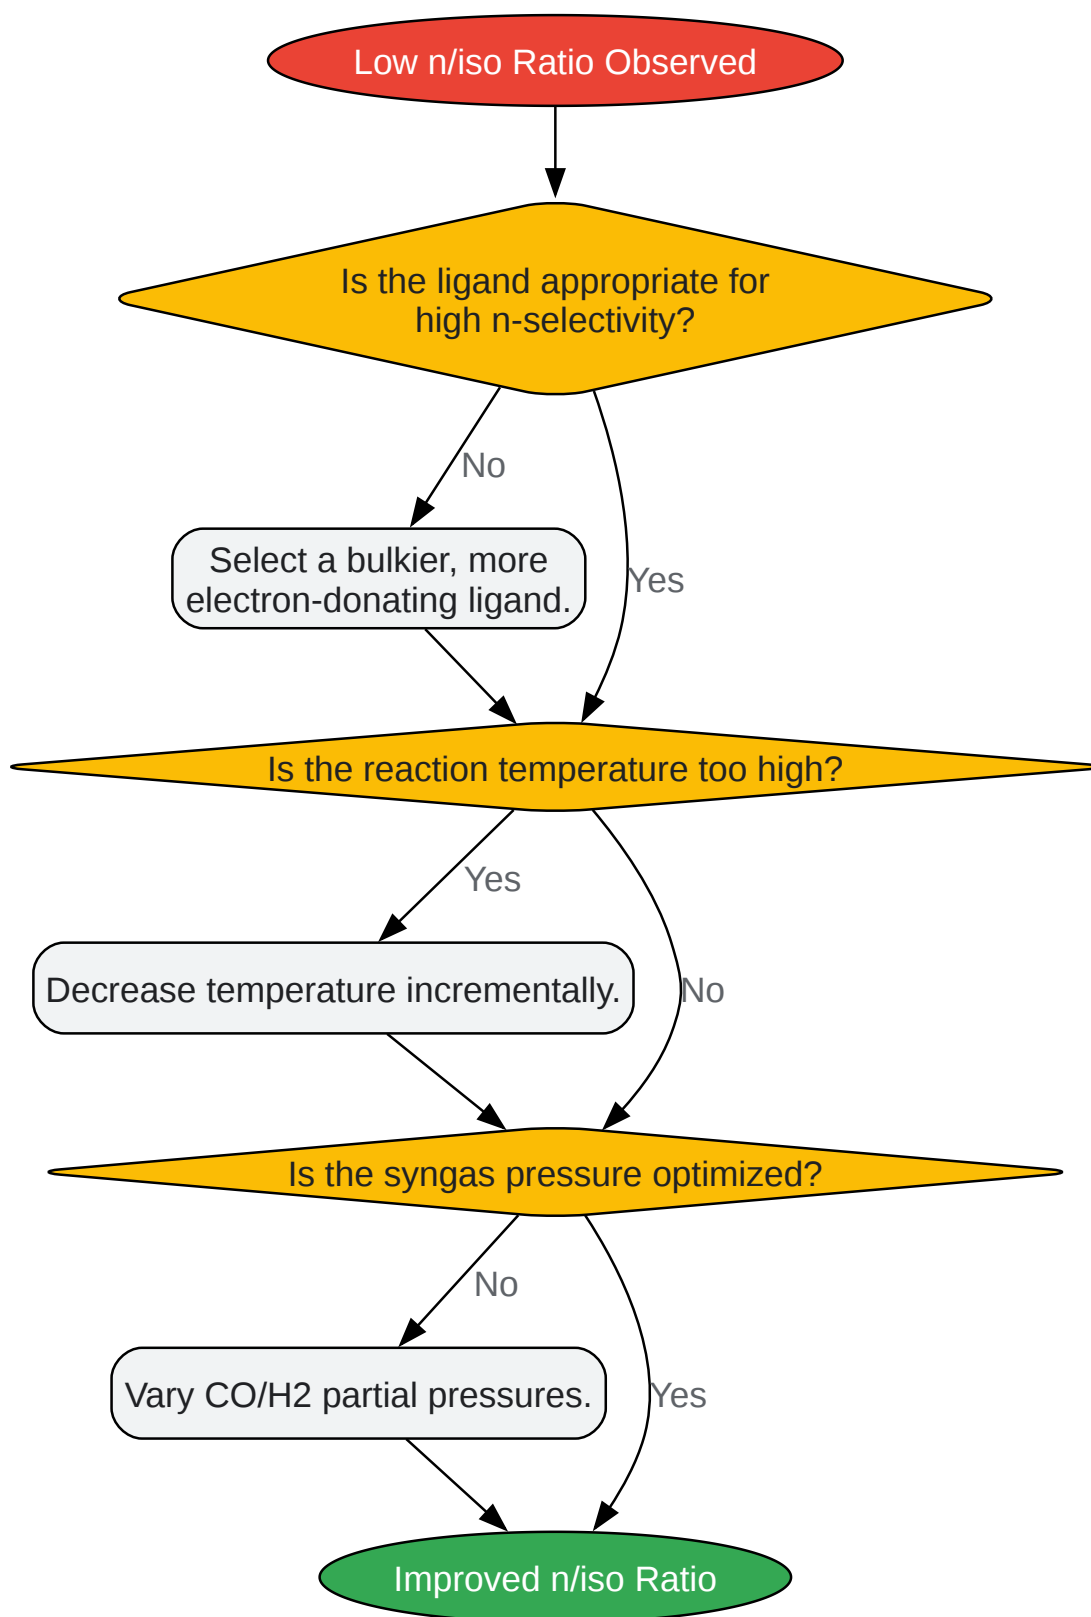 Low n/iso Ratio Observed
Is the ligand appropriate for
high n-selectivity?
No
Select a bulkier, more
electron-donating ligand.
Yes
Is the reaction temperature too high?
Yes
Decrease temperature incrementally.
No
Is the syngas pressure optimized?
No
Vary CO/H2 partial pressures.
Yes
Improved n/iso Ratio